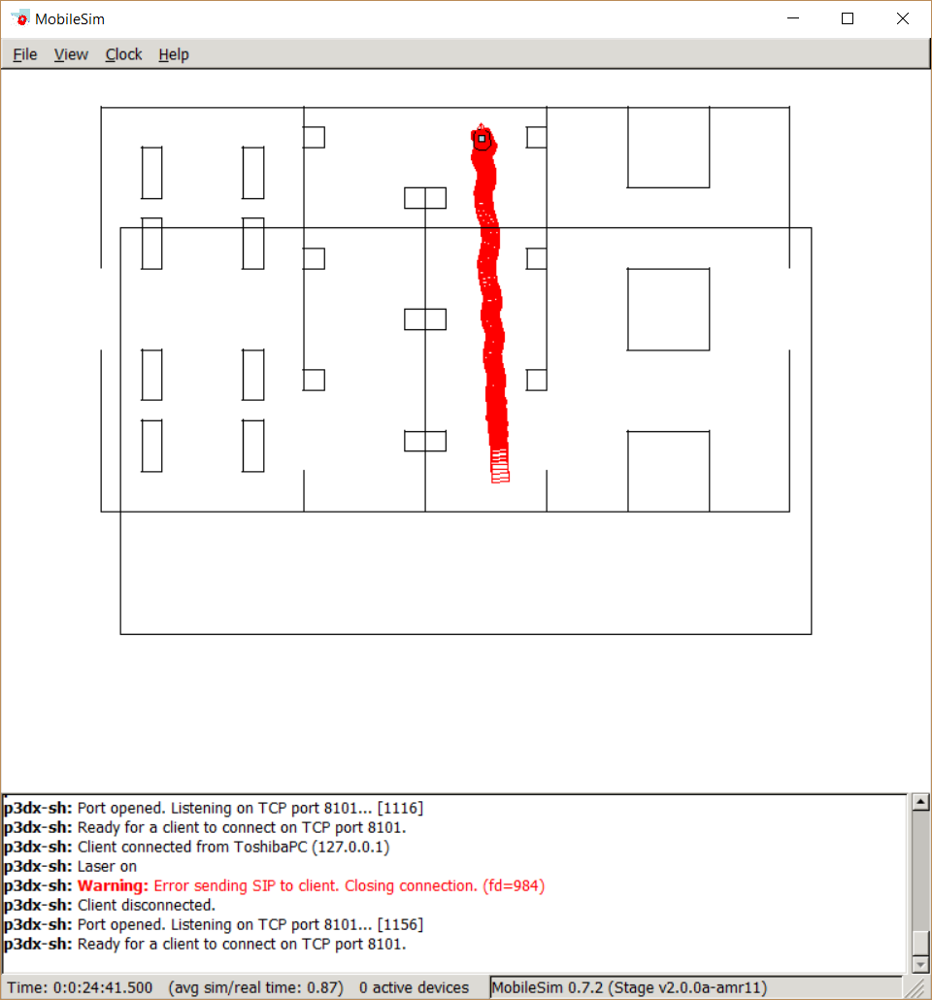 MobileSim
File View Clock Help
p3dx-sh: Port opened. Listening on TCP port 8101... [1116]
p3dx-sh: Ready for a client to connect on TCP port 8101.
p3dx-sh: Client connected from ToshibaPC (127.0.0.1)
p3dx-sh: Laser on
p3dx-sh: Warning: Error sending SIP to client. Closing connection. (fd=984)
p3dx-sh: Client disconnected.
p3dx-sh: Port opened. Listening on TCP port 8101... [1156]
p3dx-sh: Ready for a client to connect on TCP port 8101.
Time: 0:0:24:41.500 (avg sim/real time: 0.87) 0 active devices MobileSim 0.7.2 (Stage v2.0.0a-amr11)